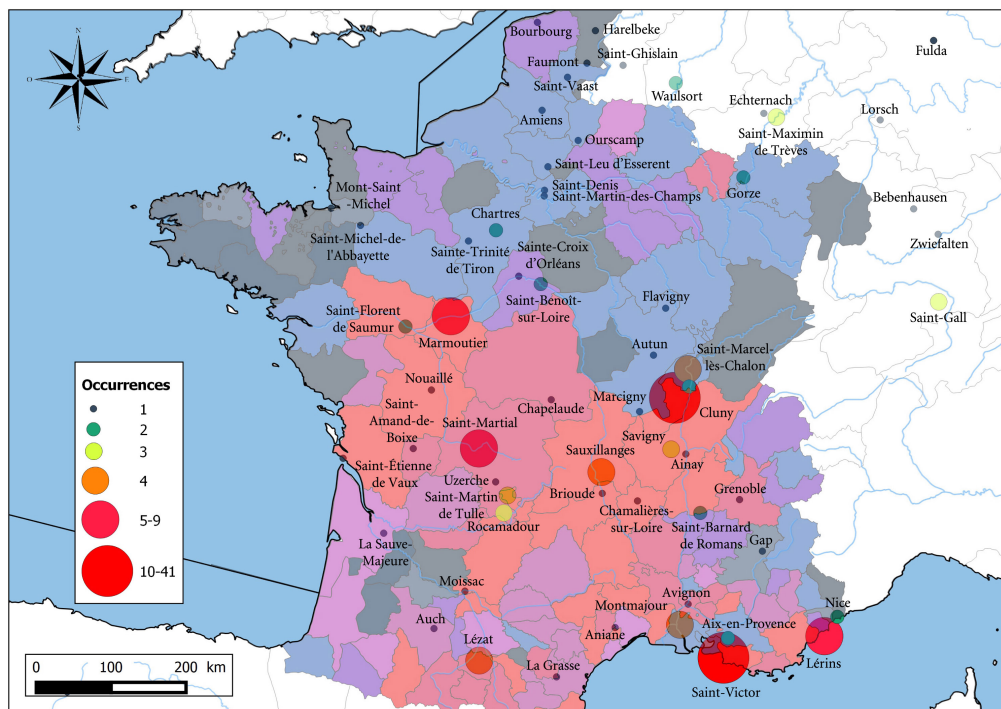 Bourbourg
Harelbeke
Fulda
Saint-Ghislain
Faumont
Saint-Vaast
Waulsort
Echternach
Lorsch
Amiens
Saint-Maximin
de Trèves
Ourscamp
Saint-Leu d'Esserent
Mont-Saint
-Michel
Saint-Denis
Saint-Martin-des-Champs
Gorze
Bebenhausen
Chartres
Saint-Michel-de-
l'Abbayette
Sainte-Trinité
de Tiron
Sainte-Croix
d'Orléans
Zwiefalten
Saint-Benoît-
sur-Loire
Flavigny
Saint-Gall
Saint-Florent
de Saumur
Marmoutier
Autun
Saint-Marcel-
lès-Chalon
Nouaillé
Marcigny
Cluny
Saint-
Amand-de-
Boixe
Chapelaude
Saint-Martial
Savigny
Sauxillanges
Ainay
Saint-Étienne
de Vaux
Uzerche
Saint-Martin
de Tulle
Brioude
Grenoble
Chamalières-
sur-Loire
Rocamadour
Saint-Barnard
de Romans
La Sauve-
Majeure
Gap
Moissac
Avignon
Nice
Montmajour
Auch
Aix-en-Provence
Lézat
Aniane
Lérins
La Grasse
Saint-Victor
N
O
E
S
Occurrences
1
2
3
4
5-9
10-41
0 100 200 km